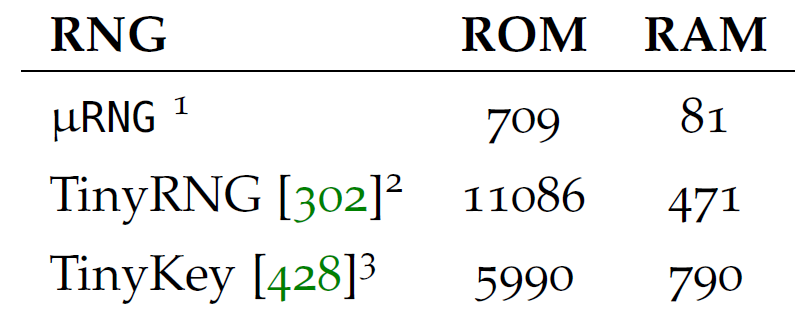 RNG ROM RAM
μRNG ¹ 709 81
TinyRNG [302]² 11086 471
TinyKey [428]³ 5990 790